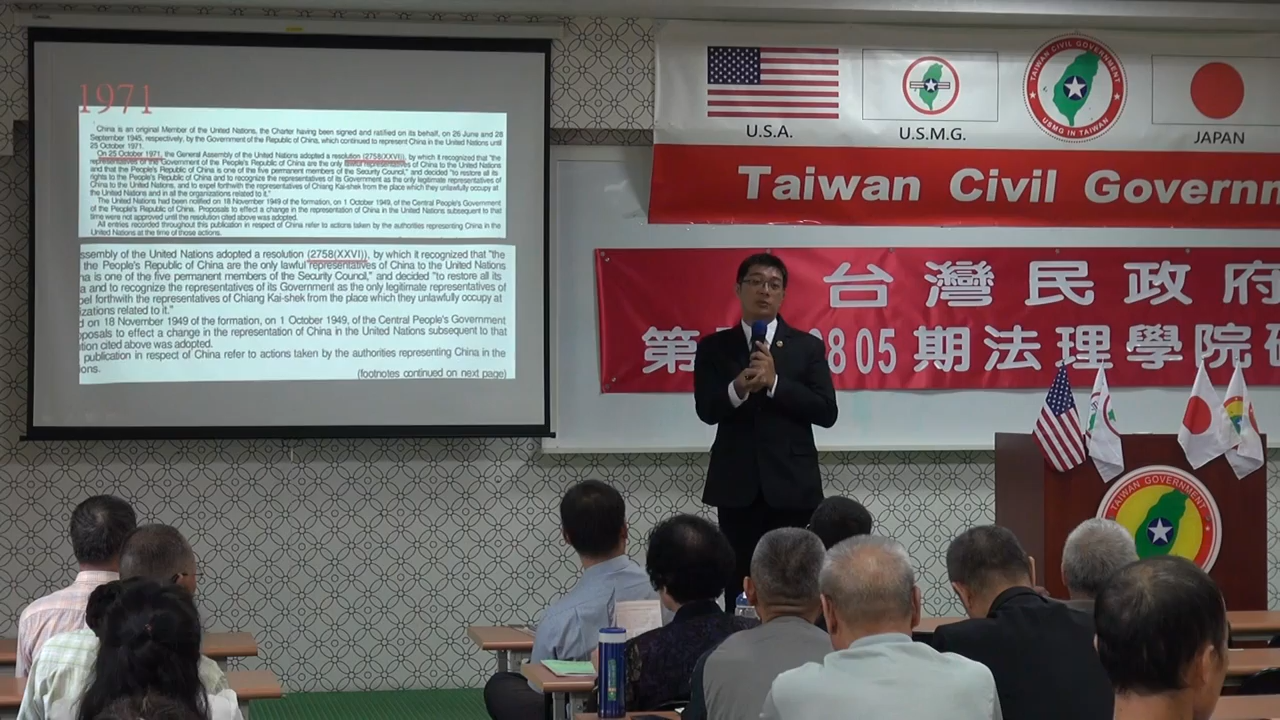 1971
China is an original Member of the United Nations, the Charter having been signed and ratified on its behalf, on 26 June and 28
September 1945, respectively, by the Government of the Republic of China, which continued to represent China in the United Nations until
25 October 1971.
On 25 October 1971, the General Assembly of the United Nations adopted a resolution (2758(XXVI)), by which it recognized that "the
representatives of the Government of the People's Republic of China are the only lawful representatives of China to the United Nations
and that the People's Republic of China is one of the five permanent members of the Security Council," and decided "to restore all its
rights to the People's Republic of China and to recognize the representatives of its Government as the only legitimate representatives of
China to the United Nations, and to expel forthwith the representatives of Chiang Kai-shek from the place which they unlawfully occupy at
the United Nations and in all the organizations related to it."
The United Nations had been notified on 18 November 1949 of the formation, on 1 October 1949, of the Central People's Government
of the People's Republic of China. Proposals to effect a change in the representation of China in the United Nations subsequent to that
time were not approved until the resolution cited above was adopted.
All entries recorded throughout this publication in respect of China refer to actions taken by the authorities representing China in the
United Nations at the time of those actions.
ssembly of the United Nations adopted a resolution (2758(XXVI)), by which it recognized that "the
the People's Republic of China are the only lawful representatives of China to the United Nations
na is one of the five permanent members of the Security Council," and decided "to restore all its
a and to recognize the representatives of its Government as the only legitimate representatives of
pel forthwith the representatives of Chiang Kai-shek from the place which they unlawfully occupy at
izations related to it."
d on 18 November 1949 of the formation, on 1 October 1949, of the Central People's Government
oposals to effect a change in the representation of China in the United Nations subsequent to that
tion cited above was adopted.
publication in respect of China refer to actions taken by the authorities representing China in the
ons.
(footnotes continued on next page)
U.S.A.
U.S.M.G.
TAIWAN CIVIL GOVERNMENT
USMG IN TAIWAN
JAPAN
Taiwan Civil Governm
台灣民政府
第 805期法理學院研
TAIWAN GOVERNMENT